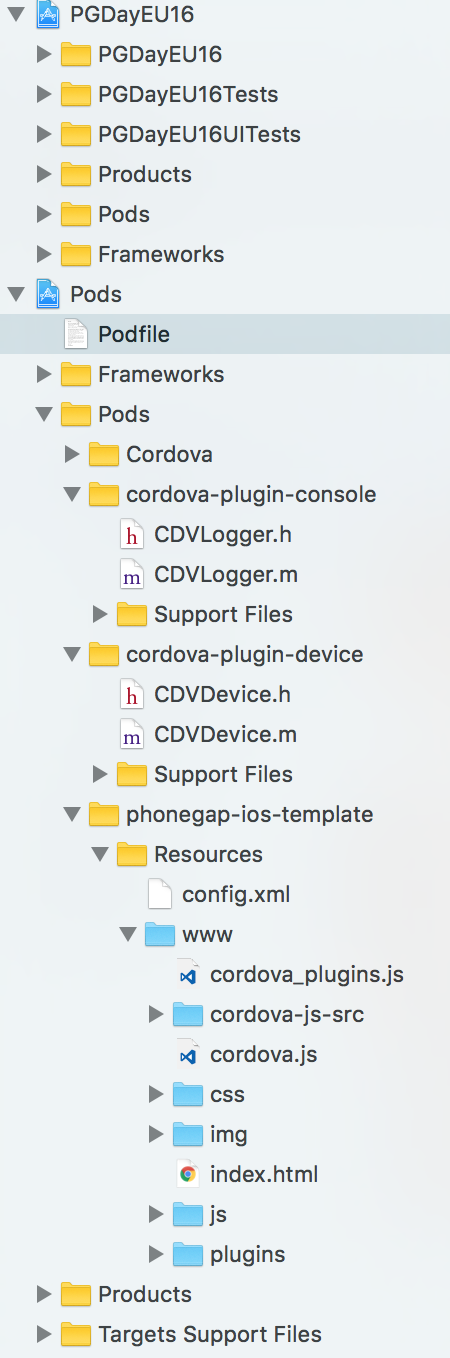 PGDayEU16
PGDayEU16
PGDayEU16Tests
PGDayEU16UITests
Products
Pods
Frameworks
Pods
Podfile
Frameworks
Pods
Cordova
cordova-plugin-console
h CDVLogger.h
m CDVLogger.m
Support Files
cordova-plugin-device
h CDVDevice.h
m CDVDevice.m
Support Files
phonegap-ios-template
Resources
config.xml
www
cordova_plugins.js
cordova-js-src
cordova.js
css
img
index.html
js
plugins
Products
Targets Support Files